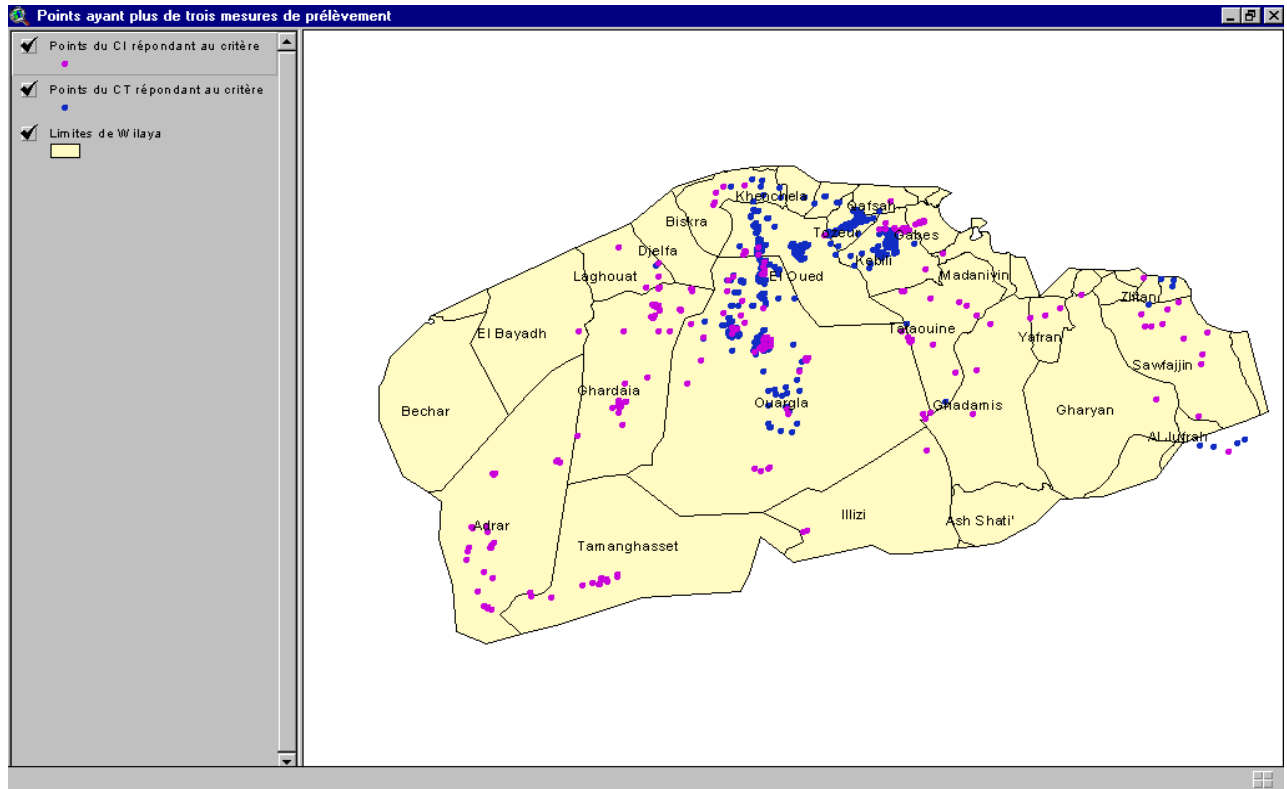 Points ayant plus de trois mesures de prélèvement
Points du CI répondant au critère
Points du CT répondant au critère
Limites de Wilaya
Khenchela
Gafsah
Biskra
Tozeur
Gabes
Djelfa
Kebili
Laghouat
El Oued
Madaniyin
Zlitan
El Bayadh
Tataouine
Yafran
Sawfajjin
Ghardaia
Ouargla
Ghadamis
Bechar
Gharyan
Al Jufrah
Adrar
Illizi
Ash Shati'
Tamanghasset